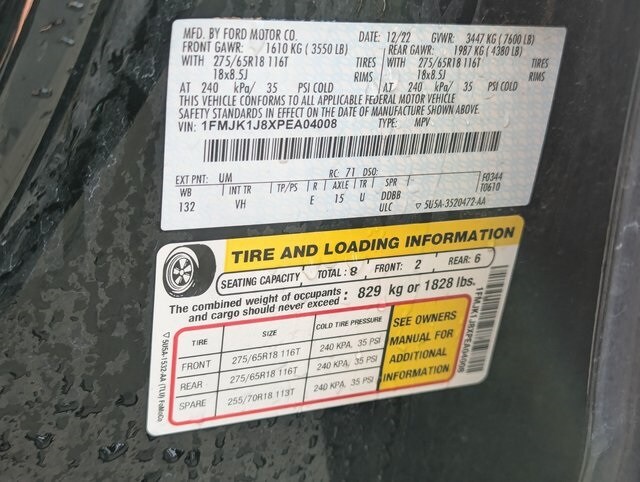 MFD. BY FORD MOTOR CO. DATE: 12/22 GVWR: 3447 KG (7600 LB)
FRONT GAWR: 1610 KG (3550 LB) REAR GAWR: 1987 KG (4380 LB)
WITH 275/65R18 116T TIRES WITH 275/65R18 116T TIRES
18x8.5J RIMS 18x8.5J RIMS
AT 240 kPa/ 35 PSI COLD AT 240 kPa/ 35 PSI COLD
THIS VEHICLE CONFORMS TO ALL APPLICABLE FEDERAL MOTOR VEHICLE
SAFETY STANDARDS IN EFFECT ON THE DATE OF MANUFACTURE SHOWN ABOVE.
VIN: 1FMJK1J8XPEA04008 TYPE: MPV
EXT PNT: UM RC: 71 DSO: F0344
WB INT TR TP/PS R AXLE TR SPR T0610
132 VH E 15 U DDBB
ULC ▽ 5U5A-3520472-AA
TIRE AND LOADING INFORMATION
SEATING CAPACITY TOTAL: 8 FRONT: 2 REAR: 6
The combined weight of occupants and cargo should never exceed : 829 kg or 1828 lbs.
TIRE SIZE COLD TIRE PRESSURE
FRONT 275/65R18 116T 240 KPA, 35 PSI
REAR 275/65R18 116T 240 KPA, 35 PSI
SPARE 255/70R18 113T 240 KPA, 35 PSI
SEE OWNERS
MANUAL FOR
ADDITIONAL
INFORMATION
1FMJK1J8XPEA04008
▽ 5U5A-1532-AA (TLU) FoMoCo